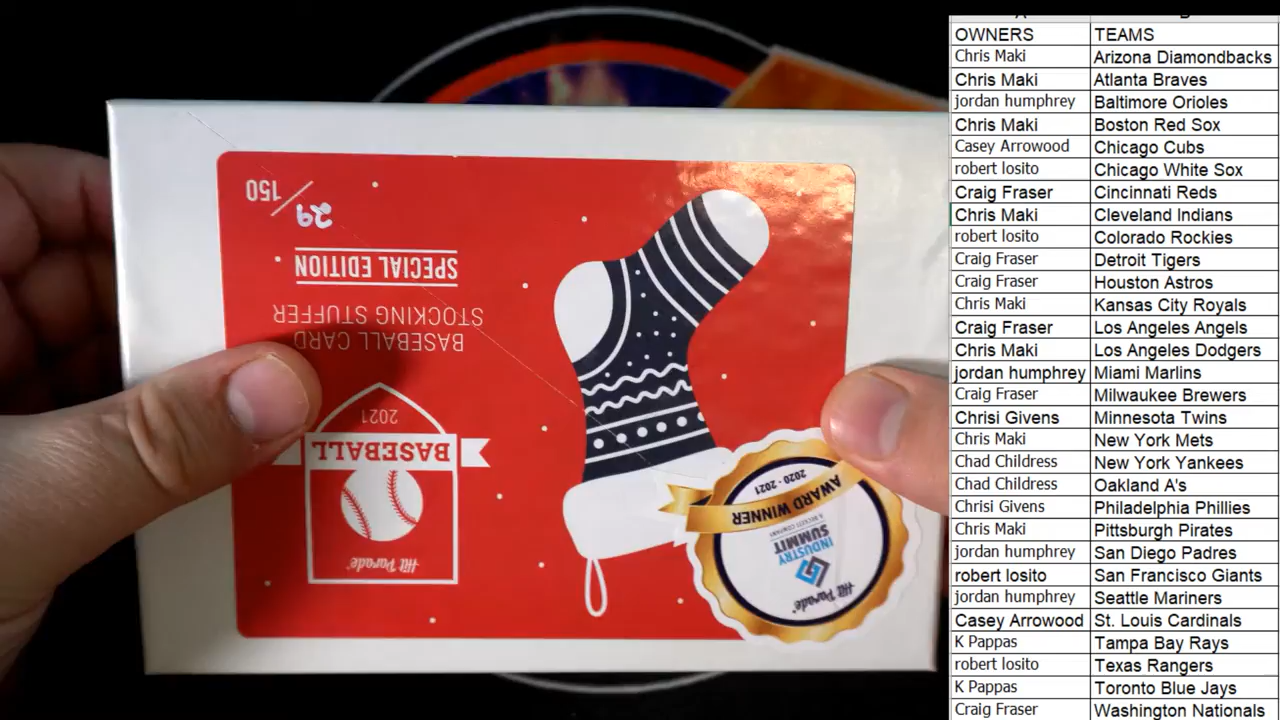 150
29
SPECIAL EDITION
BASEBALL CARD
STOCKING STUFFER
2021
BASEBALL
Hit Parade
2020 - 2021
AWARD WINNER
A BECKETT COMPANY
INDUSTRY
SUMMIT
Hit Parade
OWNERS TEAMS
Chris Maki Arizona Diamondbacks
Chris Maki Atlanta Braves
jordan humphrey Baltimore Orioles
Chris Maki Boston Red Sox
Casey Arrowood Chicago Cubs
robert losito Chicago White Sox
Craig Fraser Cincinnati Reds
Chris Maki Cleveland Indians
robert losito Colorado Rockies
Craig Fraser Detroit Tigers
Craig Fraser Houston Astros
Chris Maki Kansas City Royals
Craig Fraser Los Angeles Angels
Chris Maki Los Angeles Dodgers
jordan humphrey Miami Marlins
Craig Fraser Milwaukee Brewers
Chrisi Givens Minnesota Twins
Chris Maki New York Mets
Chad Childress New York Yankees
Chad Childress Oakland A's
Chrisi Givens Philadelphia Phillies
Chris Maki Pittsburgh Pirates
jordan humphrey San Diego Padres
robert losito San Francisco Giants
jordan humphrey Seattle Mariners
Casey Arrowood St. Louis Cardinals
K Pappas Tampa Bay Rays
robert losito Texas Rangers
K Pappas Toronto Blue Jays
Craig Fraser Washington Nationals